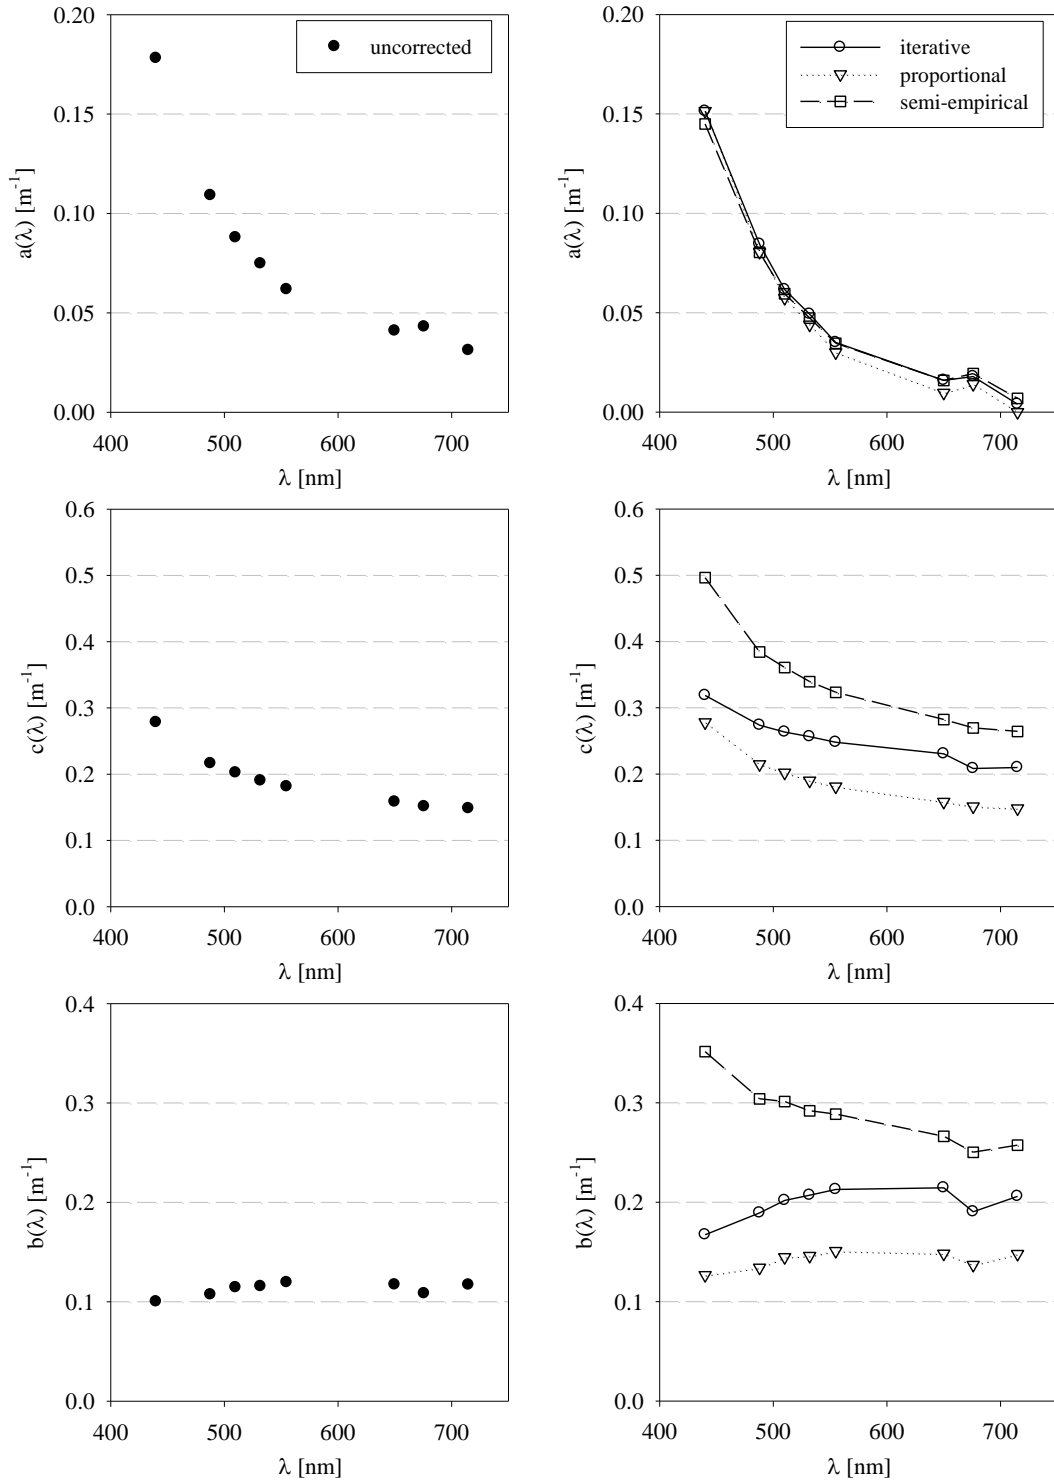 0.20
0.15
0.10
0.05
0.00
a(λ) [m⁻¹]
400 500 600 700
λ [nm]
uncorrected
0.20
0.15
0.10
0.05
0.00
a(λ) [m⁻¹]
400 500 600 700
λ [nm]
iterative
proportional
semi-empirical
0.6
0.5
0.4
0.3
0.2
0.1
0.0
c(λ) [m⁻¹]
400 500 600 700
λ [nm]
0.6
0.5
0.4
0.3
0.2
0.1
0.0
c(λ) [m⁻¹]
400 500 600 700
λ [nm]
0.4
0.3
0.2
0.1
0.0
b(λ) [m⁻¹]
400 500 600 700
λ [nm]
0.4
0.3
0.2
0.1
0.0
b(λ) [m⁻¹]
400 500 600 700
λ [nm]